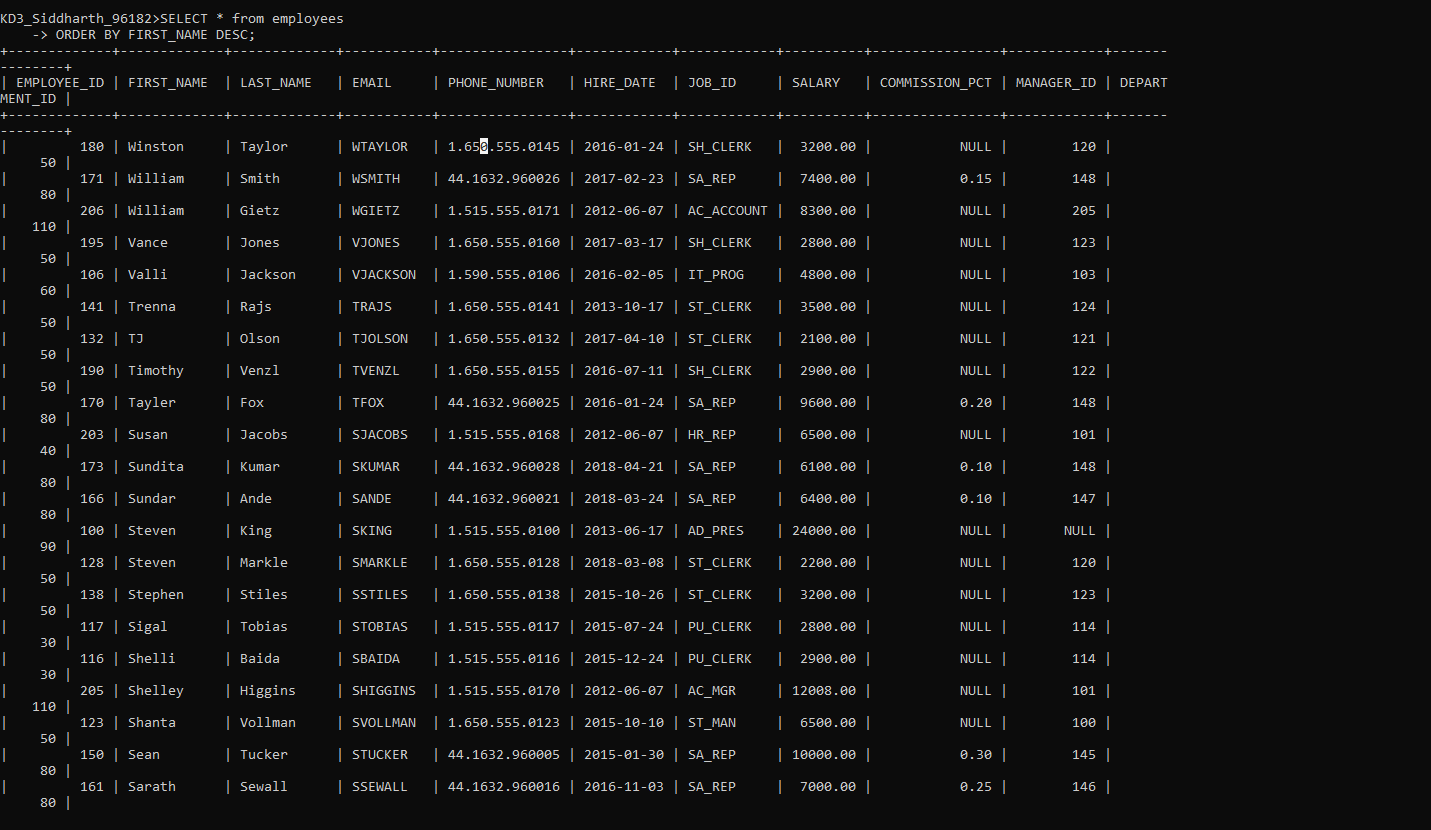 KD3_Siddharth_96182>SELECT * from employees
    -> ORDER BY FIRST_NAME DESC;
+-------------+-------------+-------------+-----------+----------------+------------+------------+----------+----------------+------------+-------
--------+
| EMPLOYEE_ID | FIRST_NAME  | LAST_NAME   | EMAIL     | PHONE_NUMBER   | HIRE_DATE  | JOB_ID     | SALARY   | COMMISSION_PCT | MANAGER_ID | DEPART
MENT_ID |
+-------------+-------------+-------------+-----------+----------------+------------+------------+----------+----------------+------------+-------
--------+
|         180 | Winston     | Taylor      | WTAYLOR   | 1.650.555.0145 | 2016-01-24 | SH_CLERK   |  3200.00 |           NULL |        120 |
     50 |
|         171 | William     | Smith       | WSMITH    | 44.1632.960026 | 2017-02-23 | SA_REP     |  7400.00 |           0.15 |        148 |
     80 |
|         206 | William     | Gietz       | WGIETZ    | 1.515.555.0171 | 2012-06-07 | AC_ACCOUNT |  8300.00 |           NULL |        205 |
    110 |
|         195 | Vance       | Jones       | VJONES    | 1.650.555.0160 | 2017-03-17 | SH_CLERK   |  2800.00 |           NULL |        123 |
     50 |
|         106 | Valli       | Jackson     | VJACKSON  | 1.590.555.0106 | 2016-02-05 | IT_PROG    |  4800.00 |           NULL |        103 |
     60 |
|         141 | Trenna      | Rajs        | TRAJS     | 1.650.555.0141 | 2013-10-17 | ST_CLERK   |  3500.00 |           NULL |        124 |
     50 |
|         132 | TJ          | Olson       | TJOLSON   | 1.650.555.0132 | 2017-04-10 | ST_CLERK   |  2100.00 |           NULL |        121 |
     50 |
|         190 | Timothy     | Venzl       | TVENZL    | 1.650.555.0155 | 2016-07-11 | SH_CLERK   |  2900.00 |           NULL |        122 |
     50 |
|         170 | Tayler      | Fox         | TFOX      | 44.1632.960025 | 2016-01-24 | SA_REP     |  9600.00 |           0.20 |        148 |
     80 |
|         203 | Susan       | Jacobs      | SJACOBS   | 1.515.555.0168 | 2012-06-07 | HR_REP     |  6500.00 |           NULL |        101 |
     40 |
|         173 | Sundita     | Kumar       | SKUMAR    | 44.1632.960028 | 2018-04-21 | SA_REP     |  6100.00 |           0.10 |        148 |
     80 |
|         166 | Sundar      | Ande        | SANDE     | 44.1632.960021 | 2018-03-24 | SA_REP     |  6400.00 |           0.10 |        147 |
     80 |
|         100 | Steven      | King        | SKING     | 1.515.555.0100 | 2013-06-17 | AD_PRES    | 24000.00 |           NULL |       NULL |
     90 |
|         128 | Steven      | Markle      | SMARKLE   | 1.650.555.0128 | 2018-03-08 | ST_CLERK   |  2200.00 |           NULL |        120 |
     50 |
|         138 | Stephen     | Stiles      | SSTILES   | 1.650.555.0138 | 2015-10-26 | ST_CLERK   |  3200.00 |           NULL |        123 |
     50 |
|         117 | Sigal       | Tobias      | STOBIAS   | 1.515.555.0117 | 2015-07-24 | PU_CLERK   |  2800.00 |           NULL |        114 |
     30 |
|         116 | Shelli      | Baida       | SBAIDA    | 1.515.555.0116 | 2015-12-24 | PU_CLERK   |  2900.00 |           NULL |        114 |
     30 |
|         205 | Shelley     | Higgins     | SHIGGINS  | 1.515.555.0170 | 2012-06-07 | AC_MGR     | 12008.00 |           NULL |        101 |
    110 |
|         123 | Shanta      | Vollman     | SVOLLMAN  | 1.650.555.0123 | 2015-10-10 | ST_MAN     |  6500.00 |           NULL |        100 |
     50 |
|         150 | Sean        | Tucker      | STUCKER   | 44.1632.960005 | 2015-01-30 | SA_REP     | 10000.00 |           0.30 |        145 |
     80 |
|         161 | Sarath      | Sewall      | SSEWALL   | 44.1632.960016 | 2016-11-03 | SA_REP     |  7000.00 |           0.25 |        146 |
     80 |